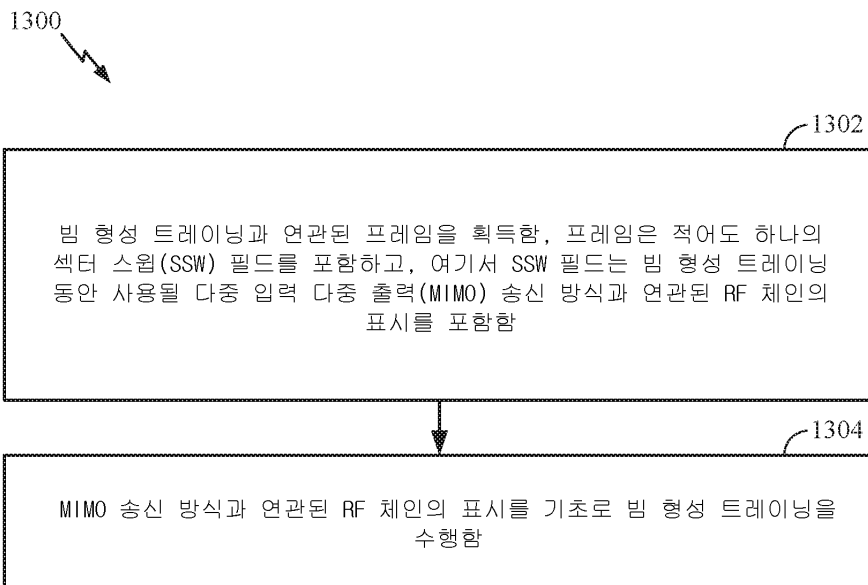 1300
1302
빔 형성 트레이닝과 연관된 프레임을 획득함, 프레임은 적어도 하나의
섹터 스윕(SSW) 필드를 포함하고, 여기서 SSW 필드는 빔 형성 트레이닝
동안 사용될 다중 입력 다중 출력(MIMO) 송신 방식과 연관된 RF 체인의
표시를 포함함
1304
MIMO 송신 방식과 연관된 RF 체인의 표시를 기초로 빔 형성 트레이닝을
수행함